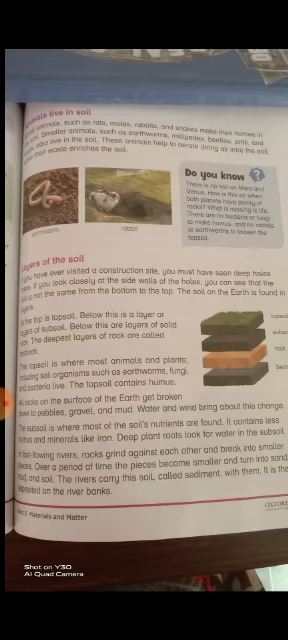 live in soil
animals, such as rats, moles, rabbits, and snakes make their homes in
soil. Smaller animals, such as earthworms, millipedes, beetles, ants, and
also live in the soil. These animals help to aerate (bring air into) the soil,
their waste enriches the soil.
earthworm
rabbit
Do you know ?
There is no soil on Mars and
Venus. How is this so when
both planets have plenty of
rocks? What is missing is life.
There are no bacteria or fungi
to make humus, and no rabbits
or earthworms to loosen the
topsoil.
Layers of the soil
If you have ever visited a construction site, you must have seen deep holes
there. If you look closely at the side walls of the holes, you can see that the
soil is not the same from the bottom to the top. The soil on the Earth is found in
layers.
At the top is topsoil. Below this is a layer or
layers of subsoil. Below this are layers of solid
rock. The deepest layers of rock are called
bedrock.
topsoil
rock
The topsoil is where most animals and plants,
including soil organisms such as earthworms, fungi,
and bacteria live. The topsoil contains humus.
All rocks on the surface of the Earth get broken
down to pebbles, gravel, and mud. Water and wind bring about this change.
The subsoil is where most of the soil's nutrients are found. It contains less
humus and minerals like iron. Deep plant roots look for water in the subsoil.
In fast-flowing rivers, rocks grind against each other and break into smaller
pieces. Over a period of time the pieces become smaller and turn into sand,
mud, and soil. The rivers carry this soil, called sediment, with them. It is then
deposited on the river banks.
Materials and Matter
OXFORD
Shot on Y30
AI Quad Camera